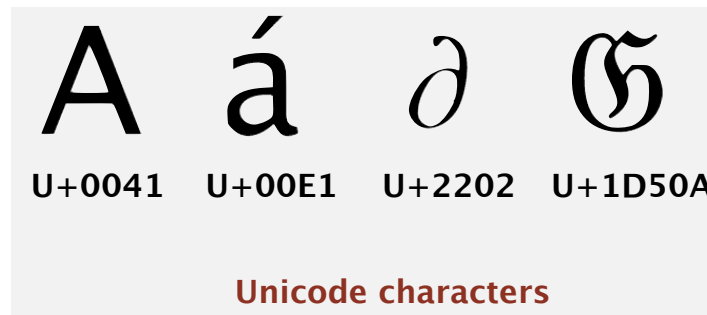 A á ∂ 𝔊
U+0041 U+00E1 U+2202 U+1D50A
Unicode characters